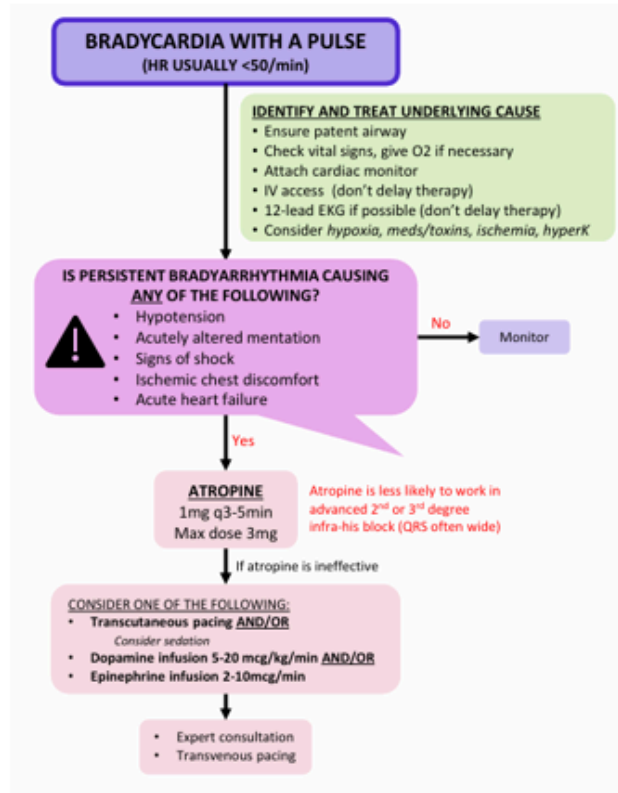 BRADYCARDIA WITH A PULSE
(HR USUALLY <50/min)
IDENTIFY AND TREAT UNDERLYING CAUSE
• Ensure patent airway
• Check vital signs, give O2 if necessary
• Attach cardiac monitor
• IV access (don't delay therapy)
• 12-lead EKG if possible (don't delay therapy)
• Consider hypoxia, meds/toxins, ischemia, hyperK
IS PERSISTENT BRADYARRHYTHMIA CAUSING
ANY OF THE FOLLOWING?
• Hypotension
• Acutely altered mentation
• Signs of shock
• Ischemic chest discomfort
• Acute heart failure
No
Monitor
Yes
ATROPINE
1mg q3-5min
Max dose 3mg
Atropine is less likely to work in
advanced 2nd or 3rd degree
infra-his block (QRS often wide)
If atropine is ineffective
CONSIDER ONE OF THE FOLLOWING:
• Transcutaneous pacing AND/OR
Consider sedation
• Dopamine infusion 5-20 mcg/kg/min AND/OR
• Epinephrine infusion 2-10mcg/min
• Expert consultation
• Transvenous pacing